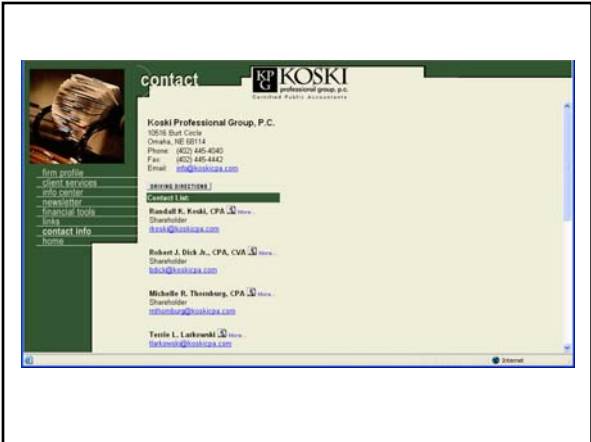 contact
KPG KOSKI
professional group, p.c.
Certified Public Accountants
Koski Professional Group, P.C.
10516 Burt Circle
Omaha, NE 68114
Phone: (402) 445-4040
Fax: (402) 445-4442
Email: info@koskicpa.com
DRIVING DIRECTIONS
Contact List:
Randall K. Koski, CPA More...
Shareholder
rkoski@koskicpa.com
Robert J. Dick Jr., CPA, CVA More...
Shareholder
bdick@koskicpa.com
Michelle R. Thornburg, CPA More...
Shareholder
mthornburg@koskicpa.com
Terrie L. Larkowski More...
tlarkowski@koskicpa.com
firm profile
client services
info center
newsletter
financial tools
links
contact info
home
Internet